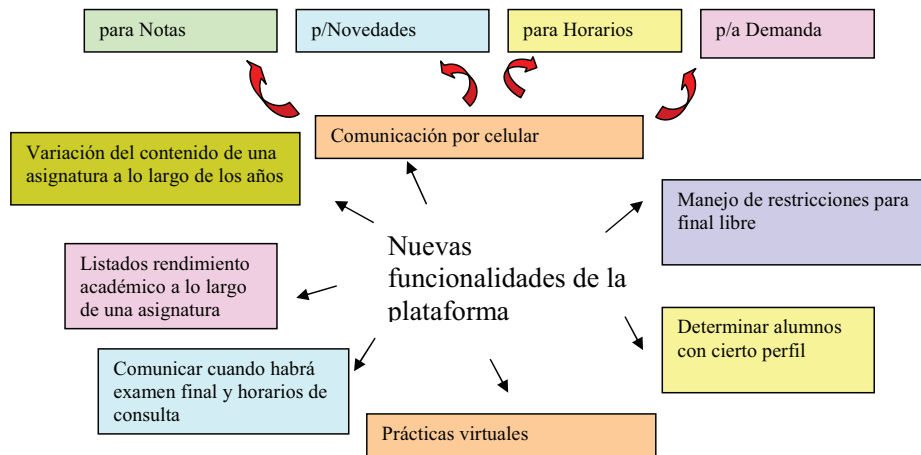 para Notas
p/Novedades
para Horarios
p/a Demanda
Comunicación por celular
Variación del contenido de una
asignatura a lo largo de los años
Manejo de restricciones para
final libre
Nuevas
funcionalidades de la
plataforma
Listados rendimiento
académico a lo largo
de una asignatura
Determinar alumnos
con cierto perfil
Comunicar cuando habrá
examen final y horarios de
consulta
Prácticas virtuales